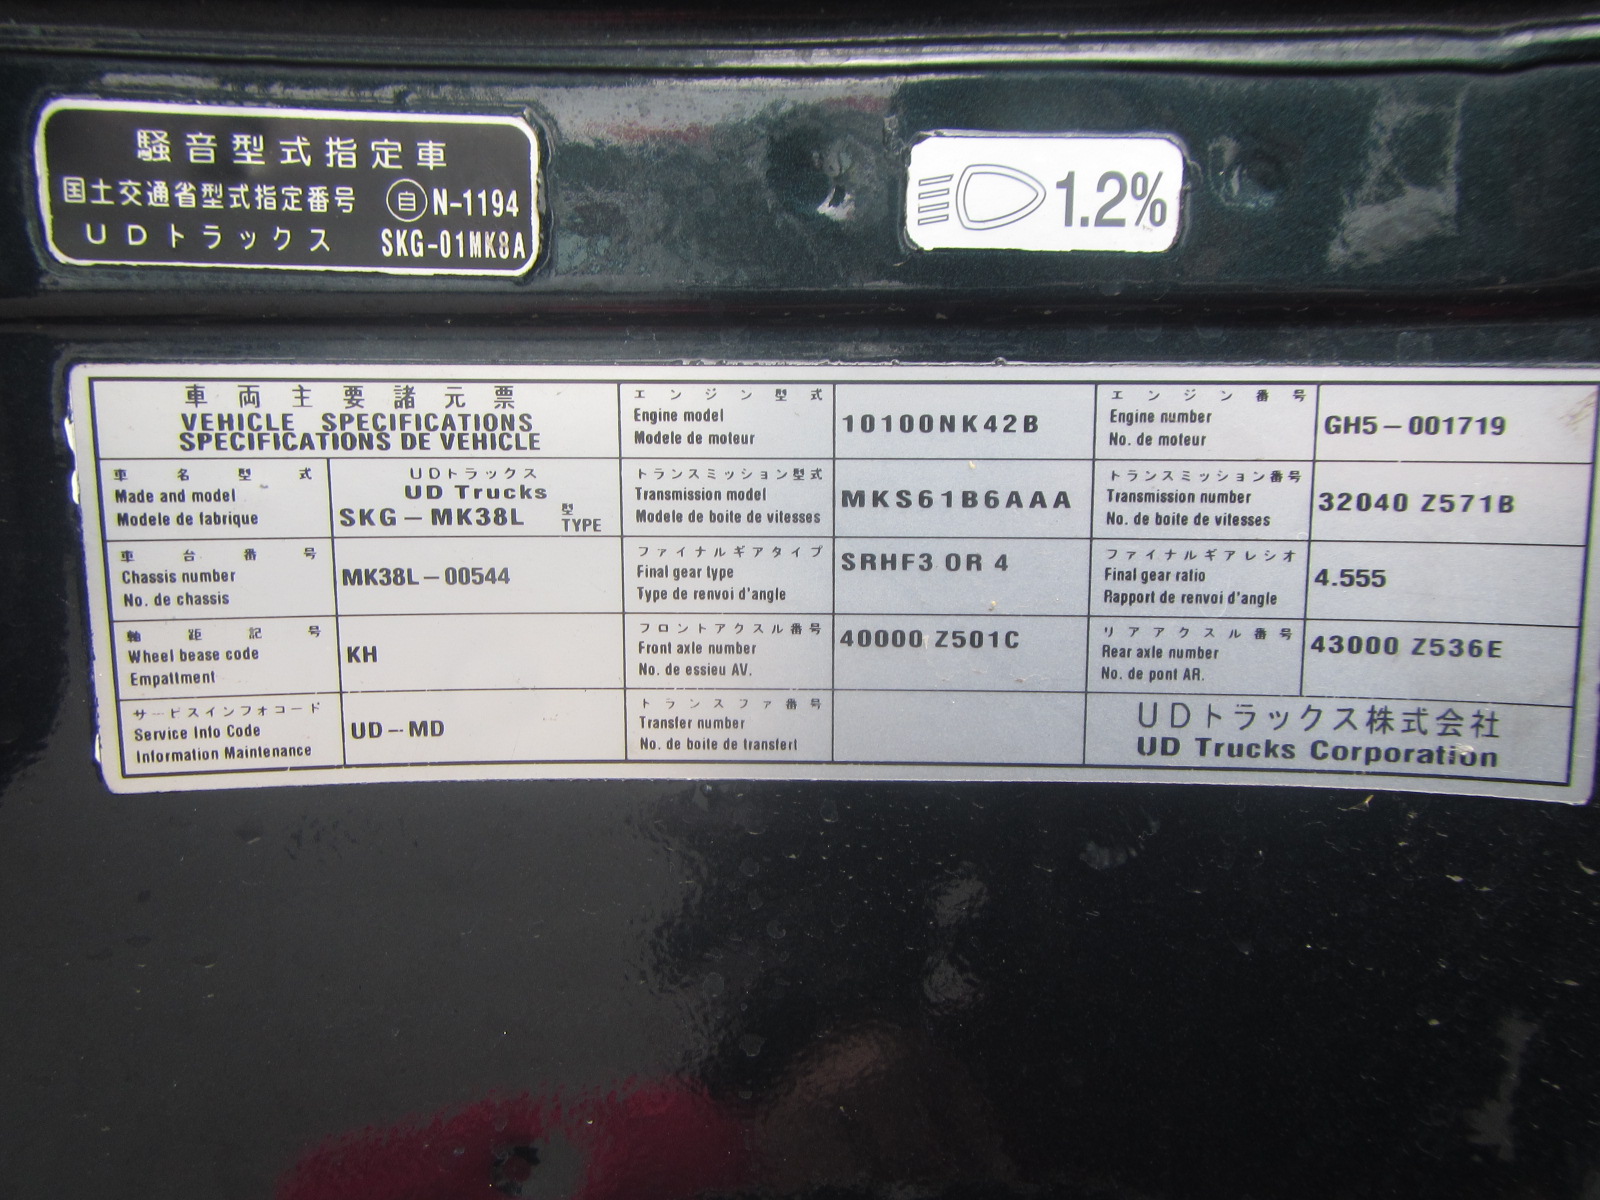 騒音型式指定車
国土交通省型式指定番号 自 N-1194
UDトラックス SKG-01MK8A
1.2%
車両主要諸元票
VEHICLE SPECIFICATIONS
SPECIFICATIONS DE VEHICLE
エンジン型式
Engine model
Modele de moteur
10100NK42B
エンジン番号
Engine number
No. de moteur
GH5-001719
車名型式
Made and model
Modele de fabrique
UDトラックス
UD Trucks
SKG-MK38L 型 TYPE
トランスミッション型式
Transmission model
Modele de boite de vitesses
MKS61B6AAA
トランスミッション番号
Transmission number
No. de boite de vitesses
32040 Z571B
車台番号
Chassis number
No. de chassis
MK38L-00544
ファイナルギアタイプ
Final gear type
Type de renvoi d'angle
SRHF3 OR 4
ファイナルギアレシオ
Final gear ratio
Rapport de renvoi d'angle
4.555
軸距記号
Wheel bease code
Empattment
KH
フロントアクスル番号
Front axle number
No. de essieu AV.
40000 Z501C
リアアクスル番号
Rear axle number
No. de pont AR.
43000 Z536E
サービスインフォコード
Service Info Code
Information Maintenance
UD-MD
トランスファ番号
Transfer number
No. de boite de transfert
UDトラックス株式会社
UD Trucks Corporation